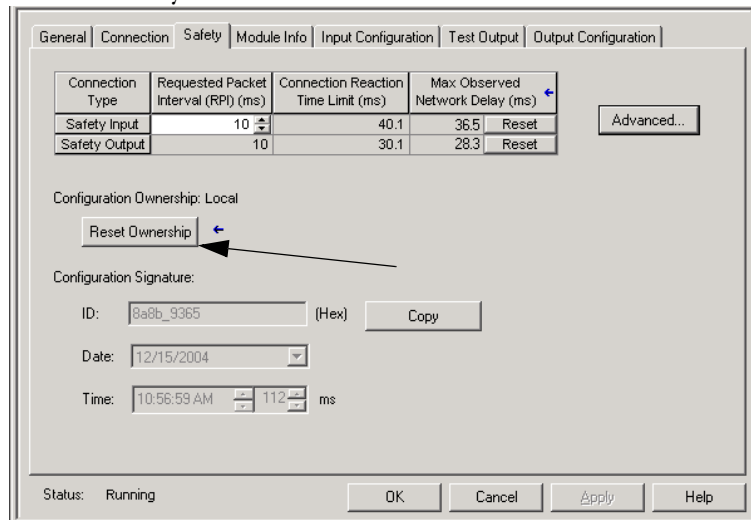 General Connection Safety Module Info Input Configuration Test Output Output Configuration
Connection Type Requested Packet Interval (RPI) (ms) Connection Reaction Time Limit (ms) Max Observed Network Delay (ms)
Safety Input 10 40.1 36.5 Reset
Safety Output 10 30.1 28.3 Reset
Advanced...
Configuration Ownership: Local
Reset Ownership
Configuration Signature:
ID: 8a8b_9365 (Hex) Copy
Date: 12/15/2004
Time: 10:56:59 AM 112 ms
Status: Running OK Cancel Apply Help